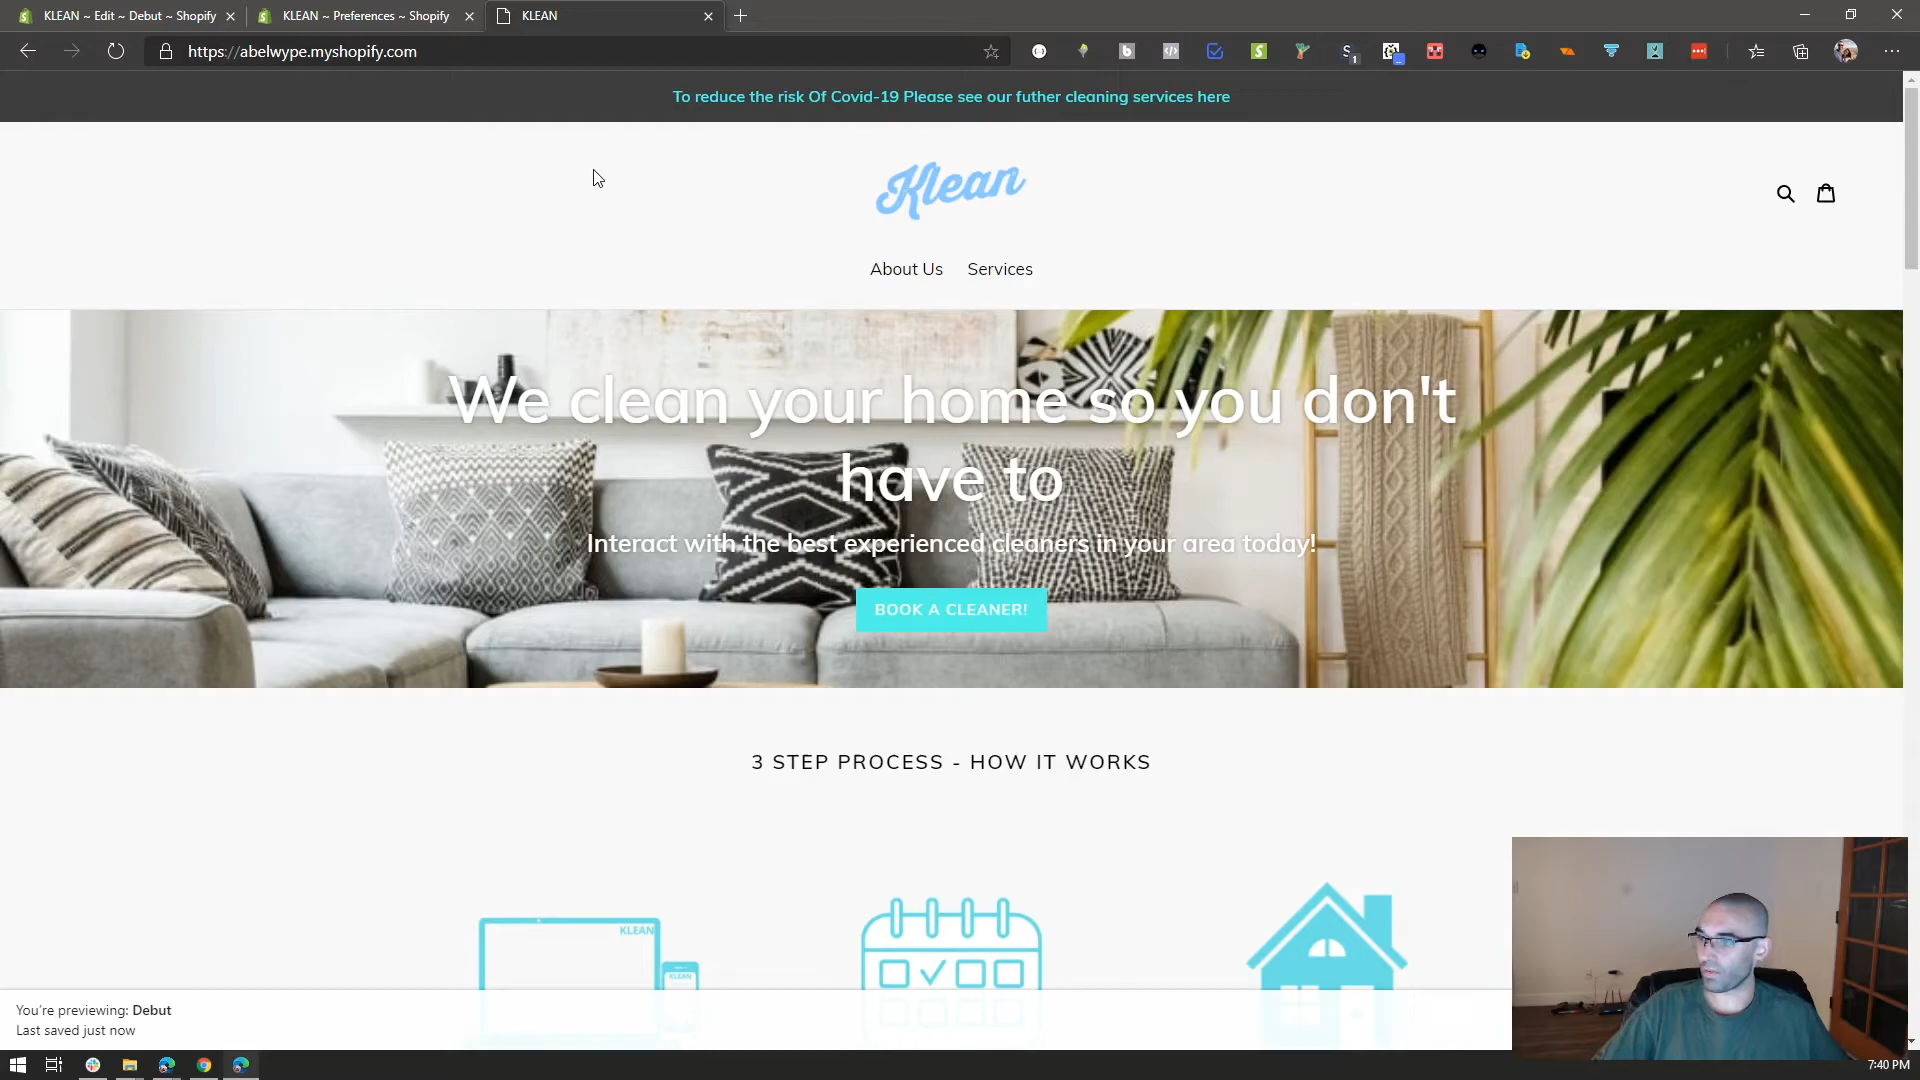 KLEAN ~ Edit ~ Debut ~ Shopify
KLEAN ~ Preferences ~ Shopify
KLEAN
https://abelwype.myshopify.com
To reduce the risk Of Covid-19 Please see our futher cleaning services here
Klean
About Us Services
We clean your home so you don't
have to
Interact with the best experienced cleaners in your area today!
BOOK A CLEANER!
3 STEP PROCESS - HOW IT WORKS
KLEAN
KLEAN
You're previewing: Debut
Last saved just now
7:40 PM